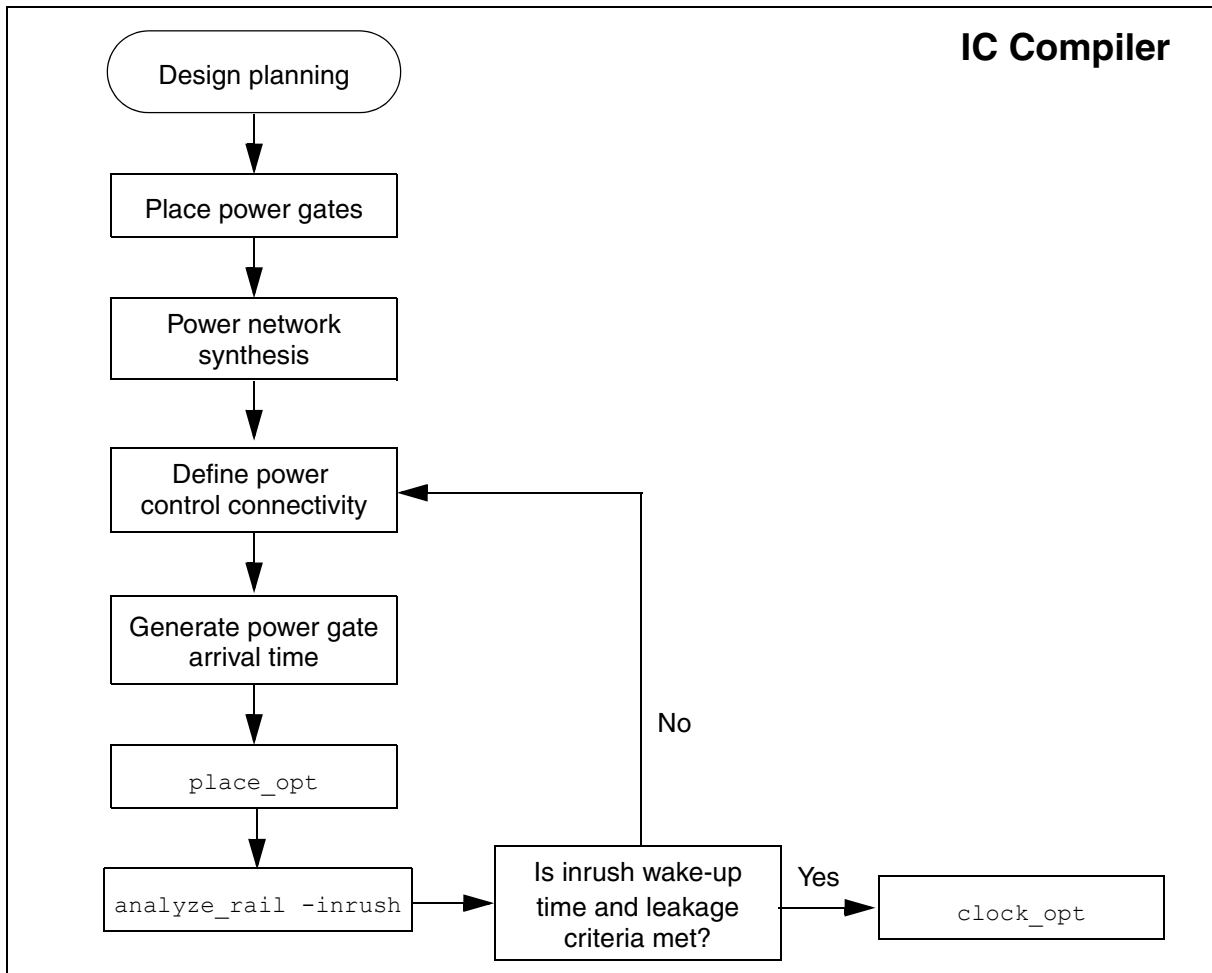 IC Compiler
Design planning
Place power gates
Power network
synthesis
Define power
control connectivity
Generate power gate
arrival time
No
place_opt
analyze_rail -inrush
Is inrush wake-up
time and leakage
criteria met?
Yes
clock_opt